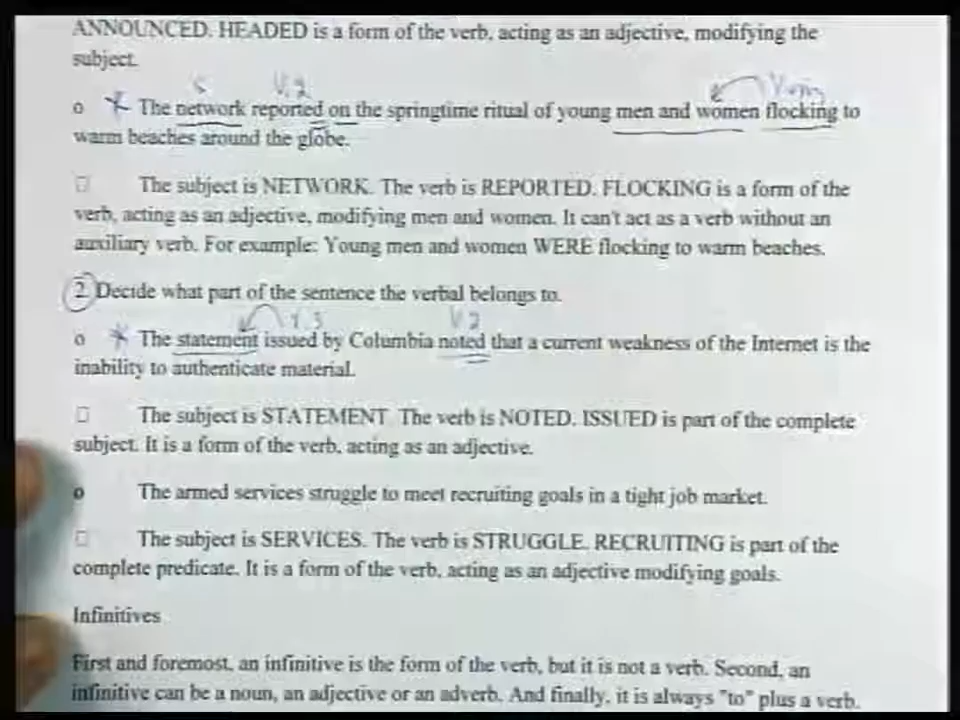 ANNOUNCED. HEADED is a form of the verb, acting as an adjective, modifying the
subject.
S V.2 V-ing
o * The network reported on the springtime ritual of young men and women flocking to
warm beaches around the globe.
The subject is NETWORK. The verb is REPORTED. FLOCKING is a form of the
verb, acting as an adjective, modifying men and women. It can't act as a verb without an
auxiliary verb. For example: Young men and women WERE flocking to warm beaches.
2 Decide what part of the sentence the verbal belongs to.
V.3 V2
o * The statement issued by Columbia noted that a current weakness of the Internet is the
inability to authenticate material.
The subject is STATEMENT. The verb is NOTED. ISSUED is part of the complete
subject. It is a form of the verb, acting as an adjective.
o The armed services struggle to meet recruiting goals in a tight job market.
The subject is SERVICES. The verb is STRUGGLE. RECRUITING is part of the
complete predicate. It is a form of the verb, acting as an adjective modifying goals.
Infinitives
First and foremost, an infinitive is the form of the verb, but it is not a verb. Second, an
infinitive can be a noun, an adjective or an adverb. And finally, it is always "to" plus a verb.